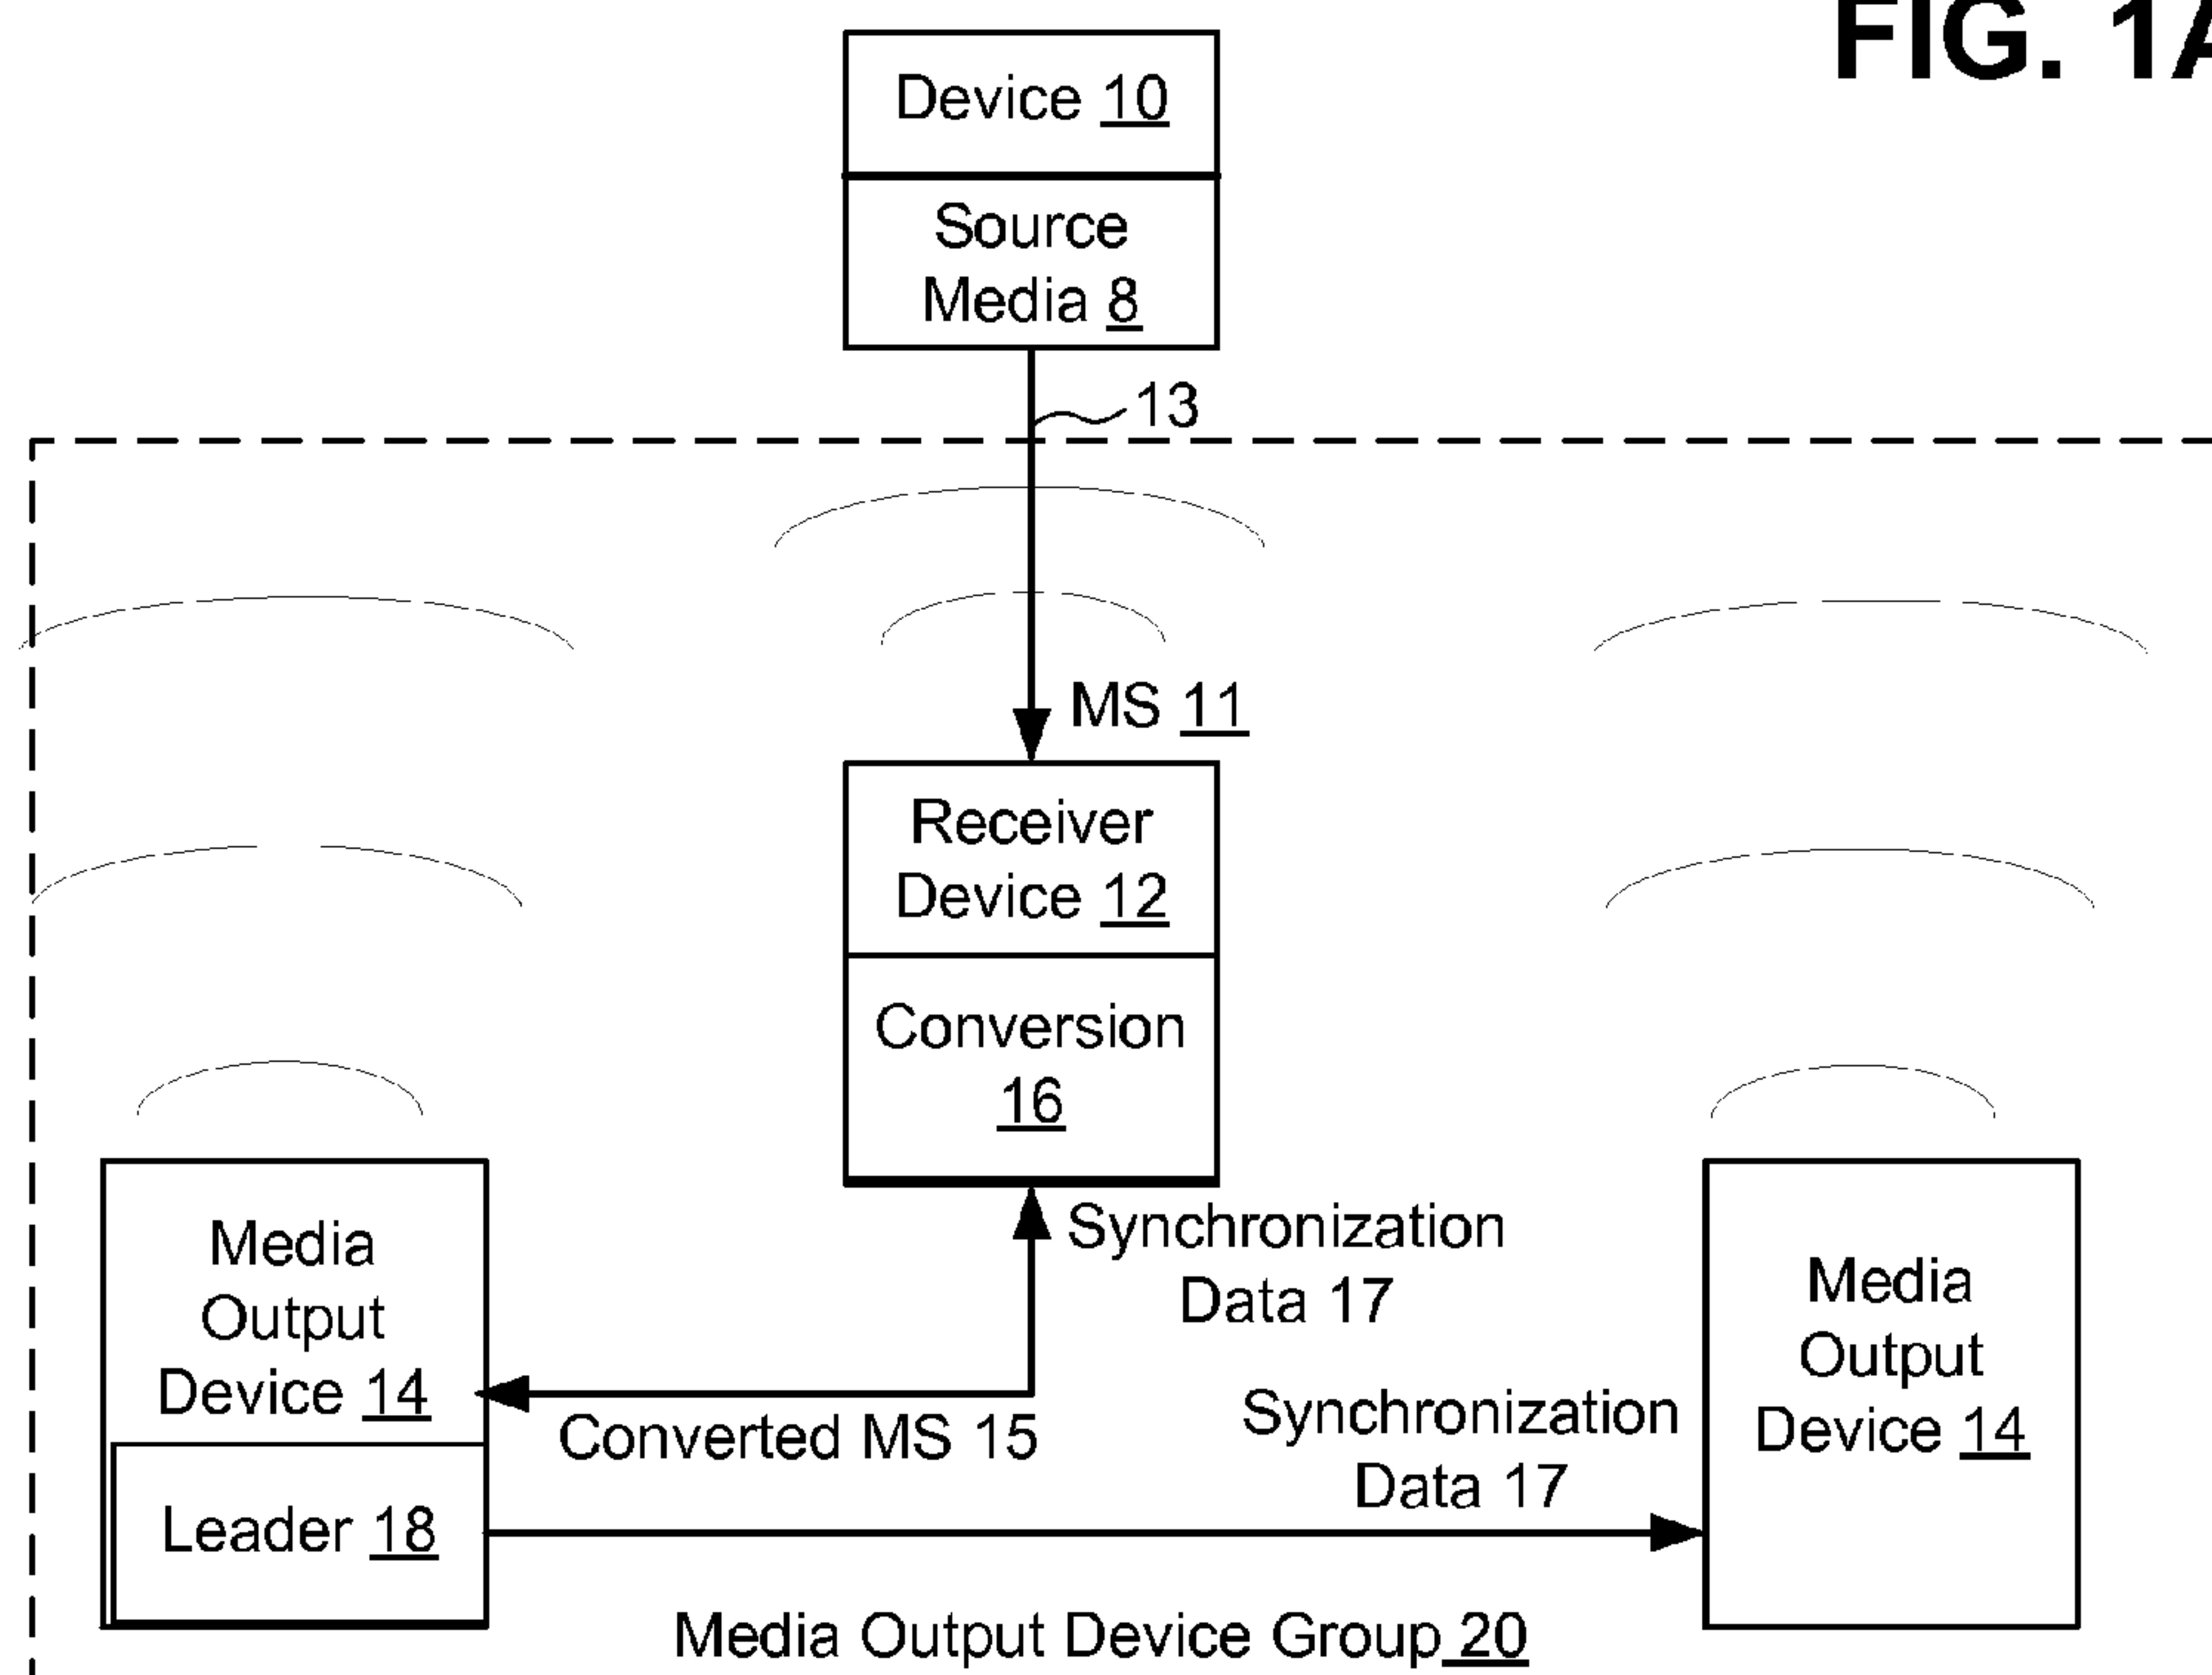 FIG. 1A
Device 10
Source
Media 8
13
MS 11
Receiver
Device 12
Conversion
16
Media
Output
Device 14
Leader 18
Synchronization
Data 17
Converted MS 15
Synchronization
Data 17
Media
Output
Device 14
Media Output Device Group 20